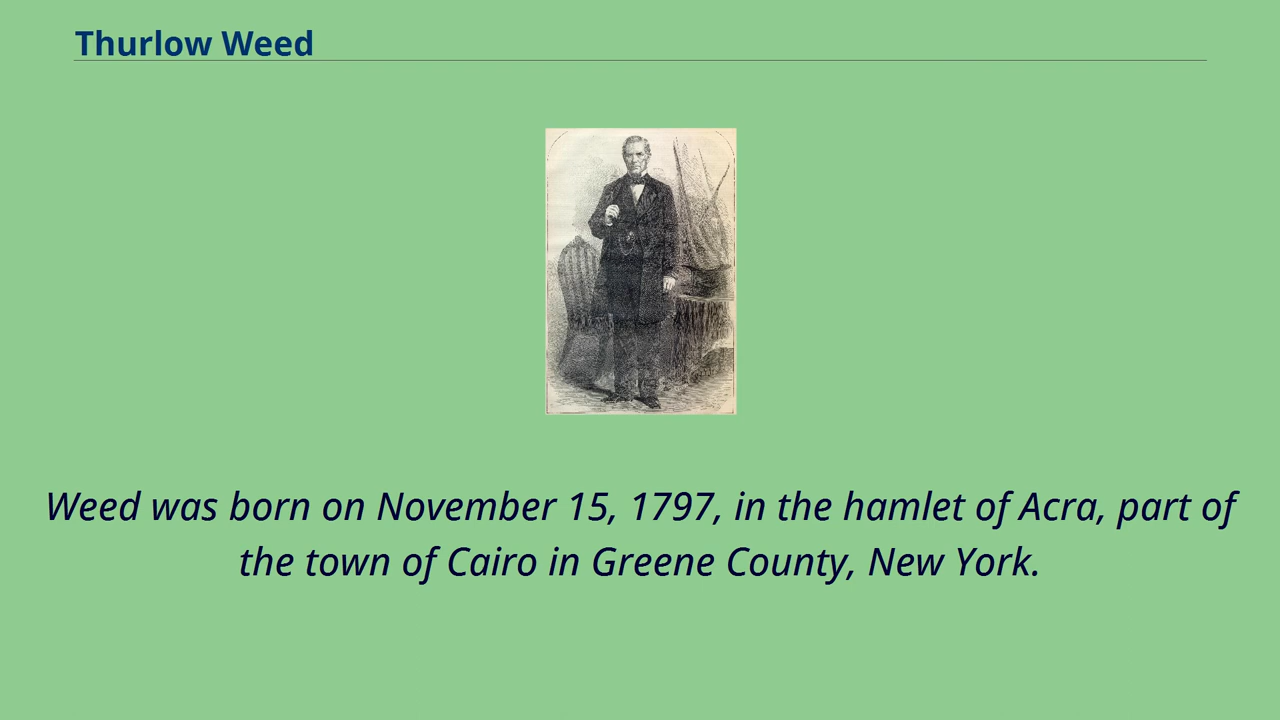 Thurlow Weed
Weed was born on November 15, 1797, in the hamlet of Acra, part of
the town of Cairo in Greene County, New York.